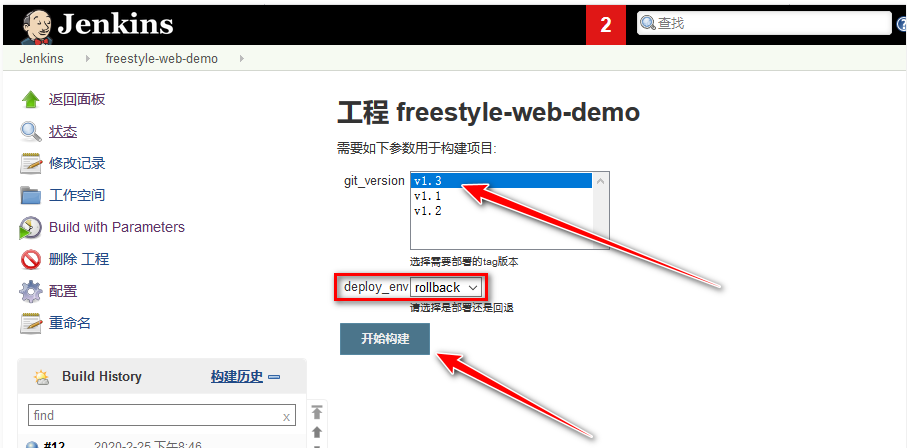 Jenkins
2
查找
Jenkins
freestyle-web-demo
返回面板
状态
修改记录
工作空间
Build with Parameters
删除 工程
配置
重命名
Build History
构建历史
find
x
#12
2020-2-25 下午8:46
工程 freestyle-web-demo
需要如下参数用于构建项目:
git_version
v1.3
v1.1
v1.2
选择需要部署的tag版本
deploy_env
rollback
请选择是部署还是回退
开始构建